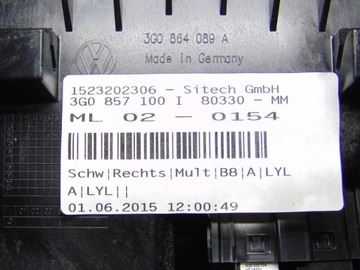 3G0 864 089 A
Made in Germany
1523202306 - Sitech GmbH
3G0 857 100 I 80330 - MM
ML 02 - 0154
Schw|Rechts|Mult|B8|A|LYL
A|LYL||
01.06.2015 12:00:49